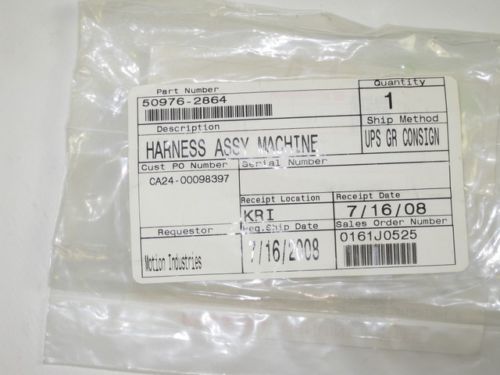 Part Number
50976-2864
Quantity
1
Description
HARNESS ASSY MACHINE
Ship Method
UPS GR CONSIGN
Cust PO Number
CA24-00098397
Serial Number
Receipt Location
KRI
Receipt Date
7/16/08
Requestor
Motion Industries
Req.Ship Date
7/16/2008
Sales Order Number
0161J0525